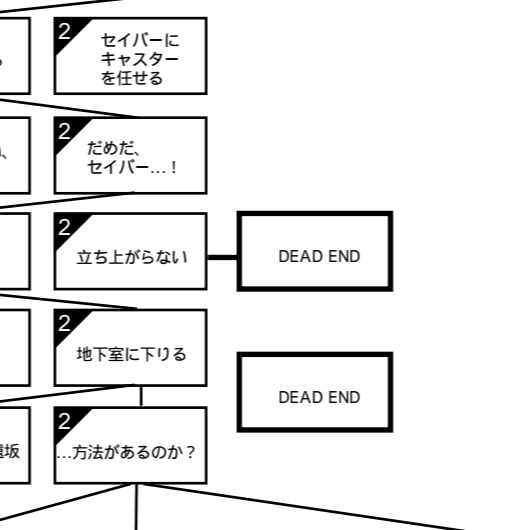 2
セイバーに
キャスター
を任せる
2
だめだ、
セイバー…！
2
立ち上がらない
DEAD END
2
地下室に下りる
DEAD END
2
坂
…方法があるのか？